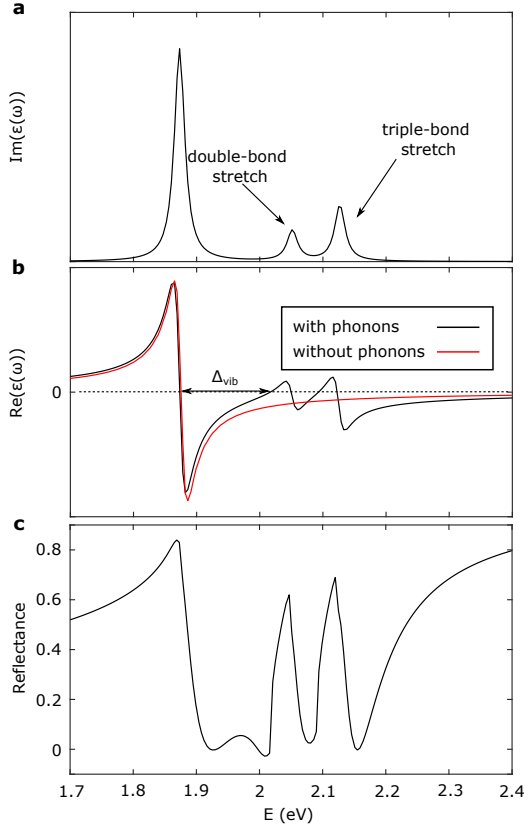 a
Im(ε(ω))
double-bond
stretch
triple-bond
stretch
b
Re(ε(ω))
0
Δvib
with phonons
without phonons
c
Reflectance
0.8
0.6
0.4
0.2
0
1.7 1.8 1.9 2 2.1 2.2 2.3 2.4
E (eV)